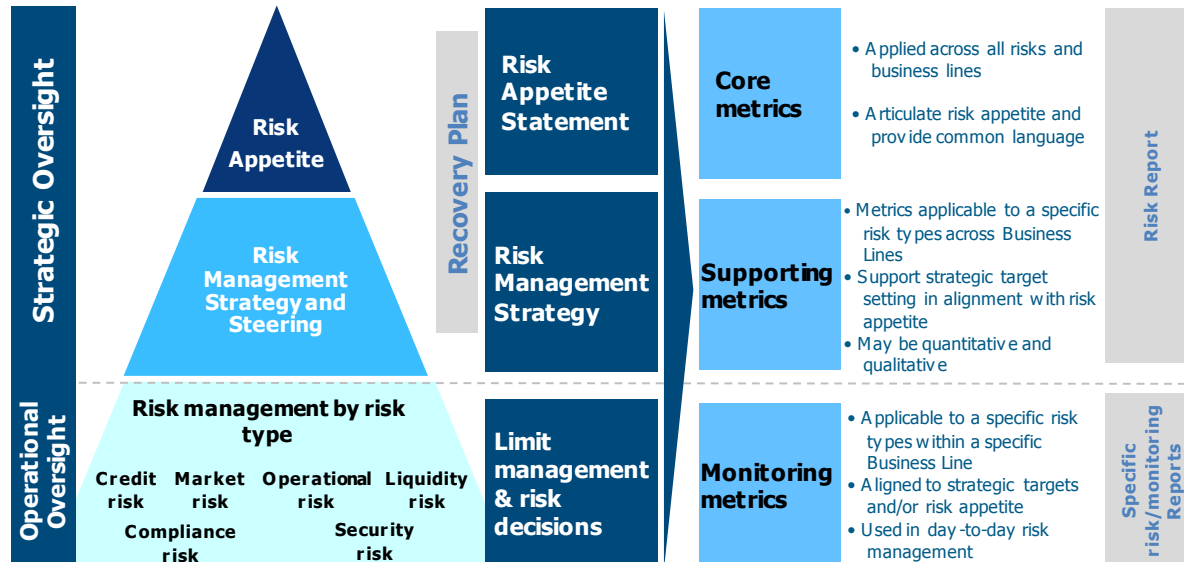 Strategic Oversight
Risk
Appetite
Risk
Management
Strategy and
Steering
Recovery Plan
Risk
Appetite
Statement
Risk
Management
Strategy
Core
metrics
• Applied across all risks and
business lines
• Articulate risk appetite and
provide common language
Supporting
metrics
• Metrics applicable to a specific
risk types across Business
Lines
• Support strategic target
setting in alignment with risk
appetite
• May be quantitative and
qualitative
Risk Report
Operational
Oversight
Risk management by risk
type
Credit
risk
Market
risk
Operational
risk
Liquidity
risk
Compliance
risk
Security
risk
Limit
management
& risk
decisions
Monitoring
metrics
• Applicable to a specific risk
types within a specific
Business Line
• Aligned to strategic targets
and/or risk appetite
• Used in day-to-day risk
management
Specific
risk/monitoring
Reports